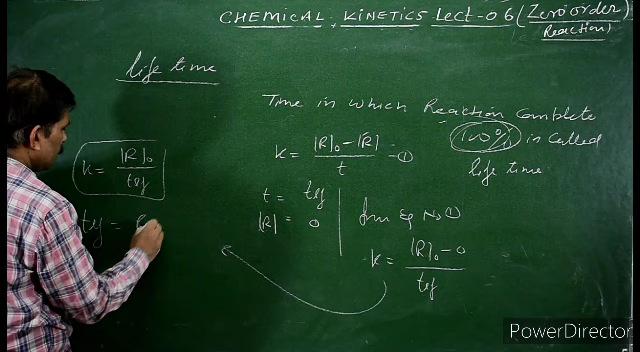 CHEMICAL KINETICS Lect-06 (Zero order Reaction)
life time
Time in which Reaction Complete
100% is called
life time
k = [R]₀ - [R] / t - ①
k = [R]₀ / tlf
t = tlf
[R] = 0
from Eq No ①
k = [R]₀ - 0 / tlf
tlf =
PowerDirector